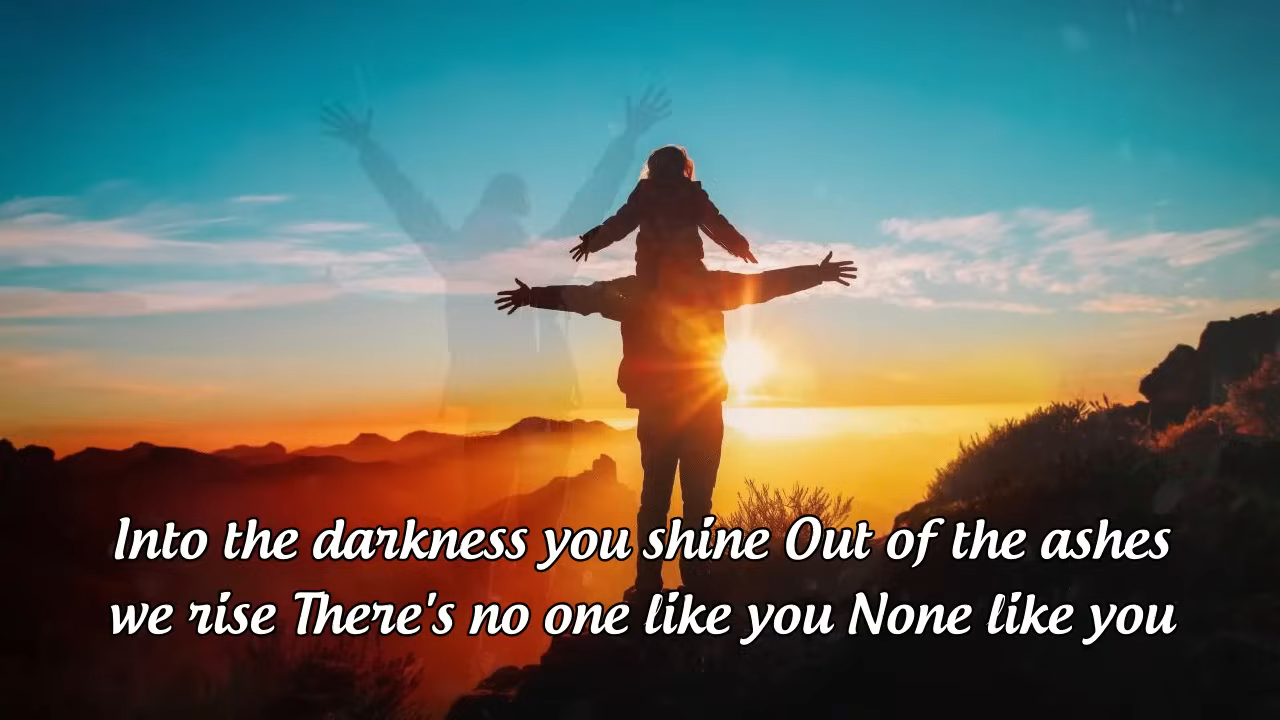 Into the darkness you shine Out of the ashes
we rise There's no one like you None like you